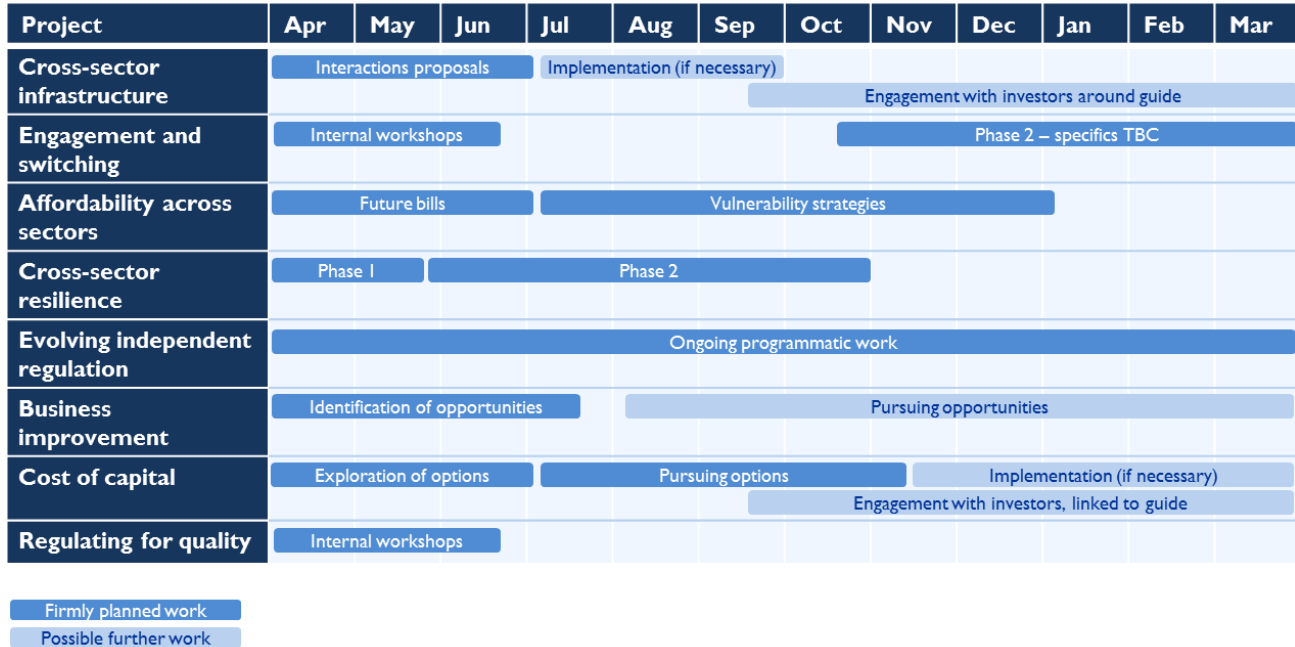 Project Apr May Jun Jul Aug Sep Oct Nov Dec Jan Feb Mar
Cross-sector
infrastructure
Interactions proposals Implementation (if necessary)
Engagement with investors around guide
Engagement and
switching
Internal workshops Phase 2 – specifics TBC
Affordability across
sectors
Future bills Vulnerability strategies
Cross-sector
resilience
Phase 1 Phase 2
Evolving independent
regulation
Ongoing programmatic work
Business
improvement
Identification of opportunities Pursuing opportunities
Cost of capital
Exploration of options Pursuing options Implementation (if necessary)
Engagement with investors, linked to guide
Regulating for quality
Internal workshops
Firmly planned work
Possible further work